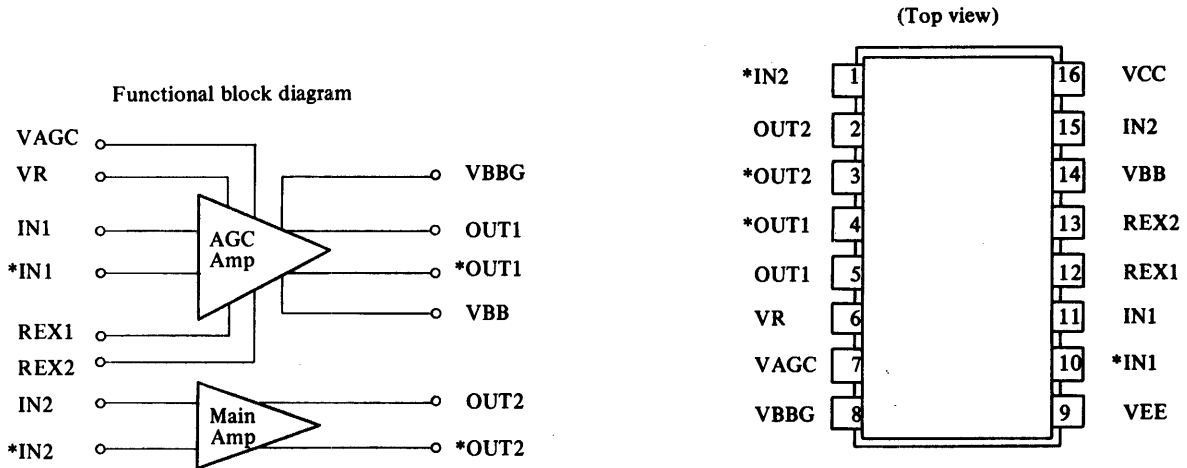 Functional block diagram
VAGC
VR
IN1
*IN1
REX1
REX2
AGC
Amp
VBBG
OUT1
*OUT1
VBB
IN2
*IN2
Main
Amp
OUT2
*OUT2
(Top view)
*IN2 1
OUT2 2
*OUT2 3
*OUT1 4
OUT1 5
VR 6
VAGC 7
VBBG 8
16 VCC
15 IN2
14 VBB
13 REX2
12 REX1
11 IN1
10 *IN1
9 VEE